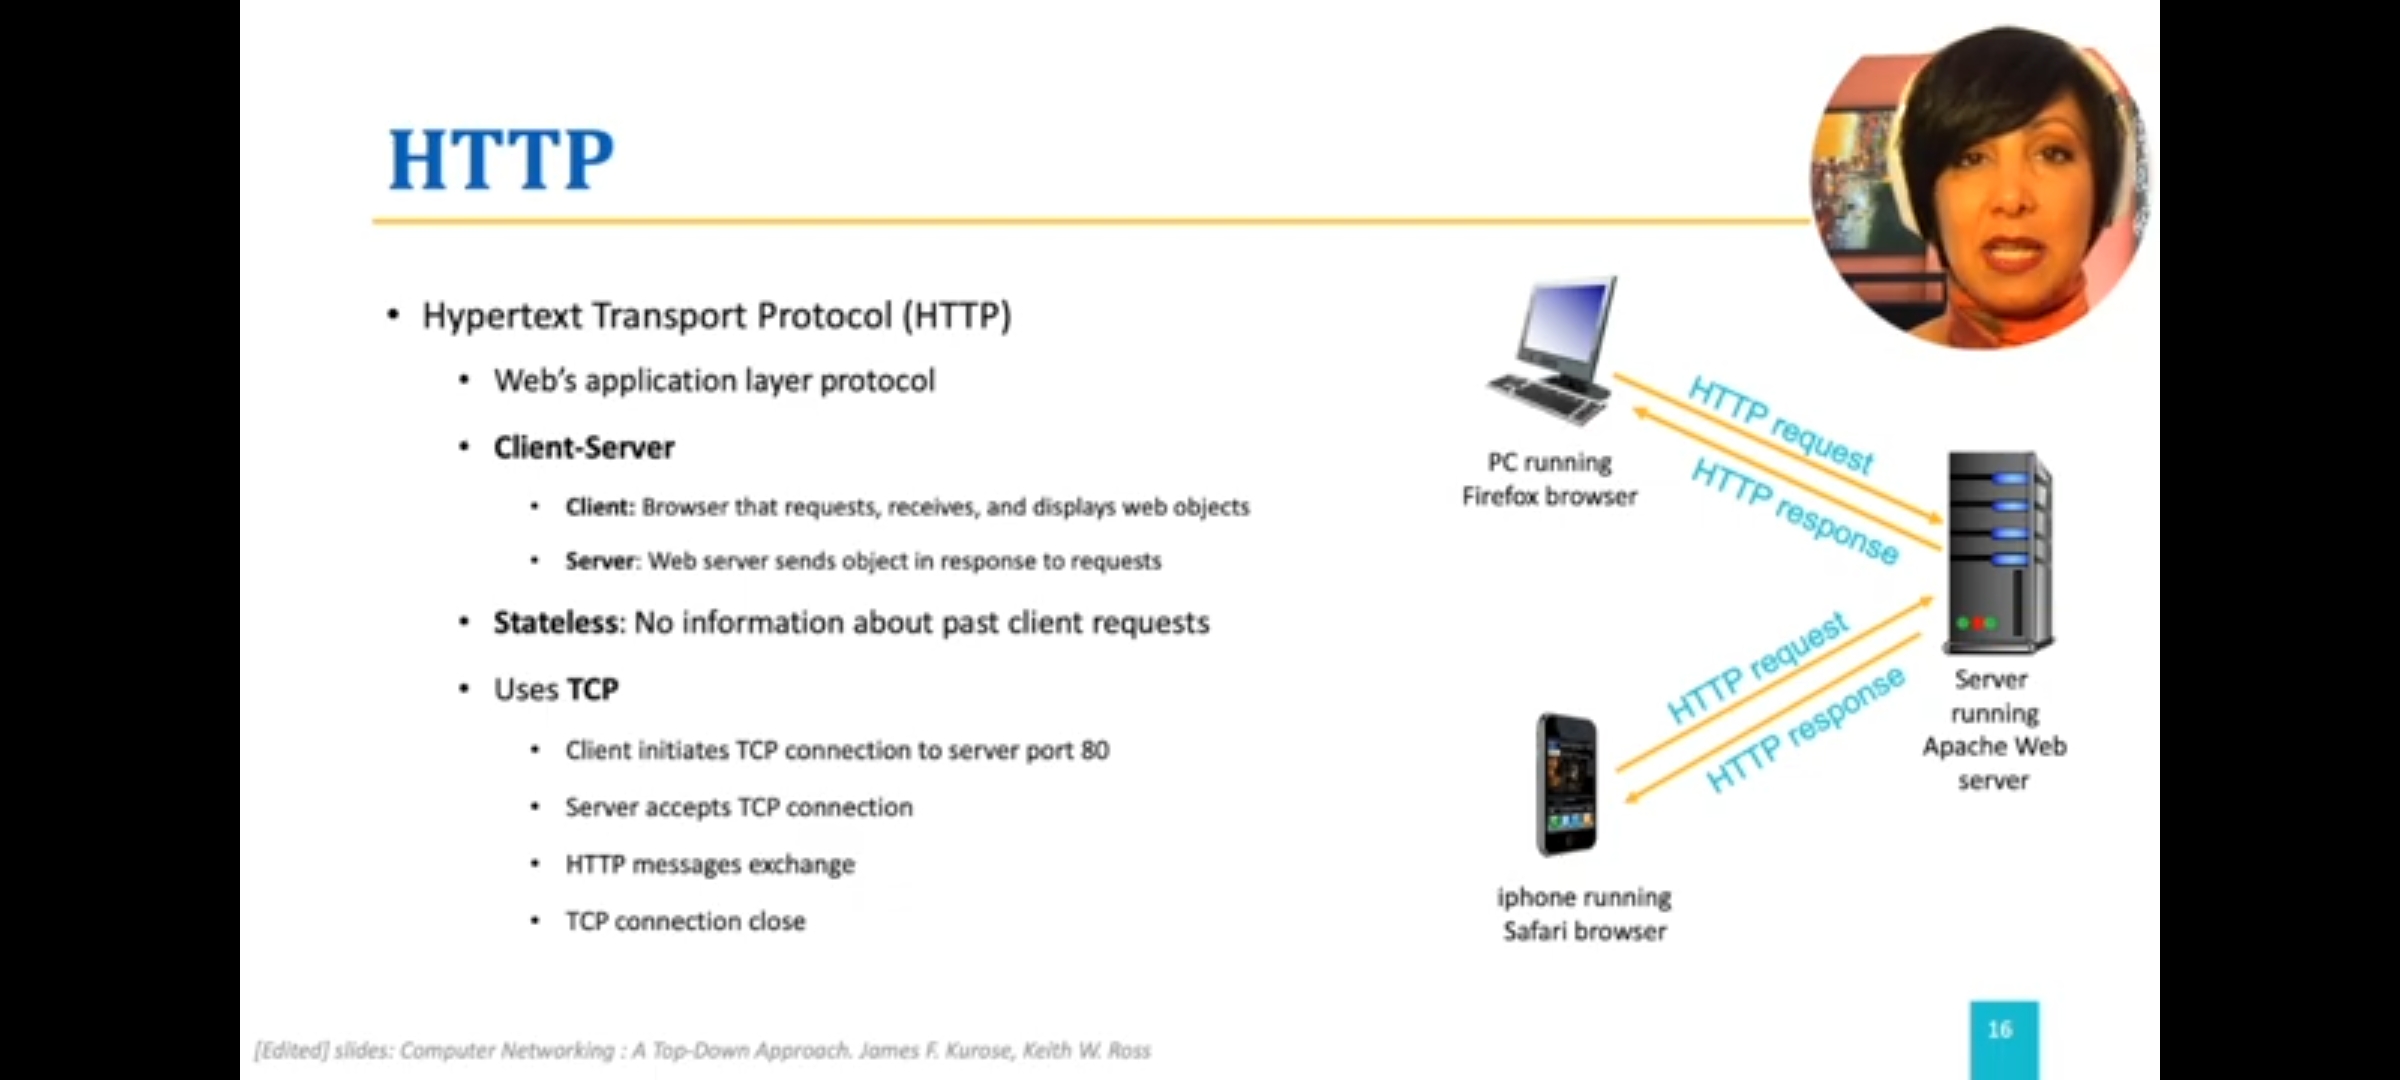 HTTP
• Hypertext Transport Protocol (HTTP)
• Web's application layer protocol
• Client-Server
• Client: Browser that requests, receives, and displays web objects
• Server: Web server sends object in response to requests
• Stateless: No information about past client requests
• Uses TCP
• Client initiates TCP connection to server port 80
• Server accepts TCP connection
• HTTP messages exchange
• TCP connection close
PC running
Firefox browser
HTTP request
HTTP response
HTTP request
HTTP response
Server
running
Apache Web
server
iphone running
Safari browser
[Edited] slides: Computer Networking : A Top-Down Approach. James F. Kurose, Keith W. Ross
16